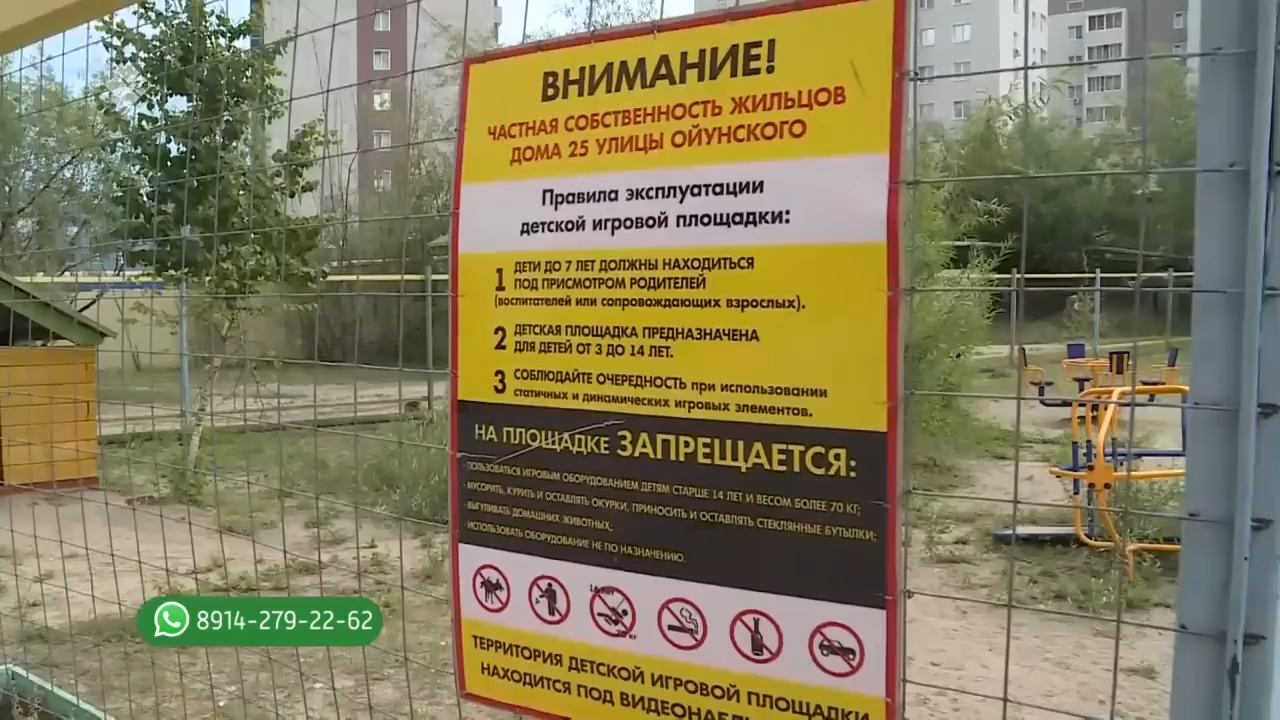 ВНИМАНИЕ!
ЧАСТНАЯ СОБСТВЕННОСТЬ ЖИЛЬЦОВ
ДОМА 25 УЛИЦЫ ОЙУНСКОГО
Правила эксплуатации
детской игровой площадки:
1 ДЕТИ ДО 7 ЛЕТ ДОЛЖНЫ НАХОДИТЬСЯ
ПОД ПРИСМОТРОМ РОДИТЕЛЕЙ
(воспитателей или сопровождающих взрослых).
2 ДЕТСКАЯ ПЛОЩАДКА ПРЕДНАЗНАЧЕНА
ДЛЯ ДЕТЕЙ ОТ 3 ДО 14 ЛЕТ.
3 СОБЛЮДАЙТЕ ОЧЕРЕДНОСТЬ при использовании
статичных и динамических игровых элементов.
НА ПЛОЩАДКЕ ЗАПРЕЩАЕТСЯ:
- ПОЛЬЗОВАТЬСЯ ИГРОВЫМ ОБОРУДОВАНИЕМ ДЕТЯМ СТАРШЕ 14 ЛЕТ И ВЕСОМ БОЛЕЕ 70 КГ;
- МУСОРИТЬ, КУРИТЬ И ОСТАВЛЯТЬ ОКУРКИ, ПРИНОСИТЬ И ОСТАВЛЯТЬ СТЕКЛЯННЫЕ БУТЫЛКИ;
- ВЫГУЛИВАТЬ ДОМАШНИХ ЖИВОТНЫХ;
- ИСПОЛЬЗОВАТЬ ОБОРУДОВАНИЕ НЕ ПО НАЗНАЧЕНИЮ.
ТЕРРИТОРИЯ ДЕТСКОЙ ИГРОВОЙ ПЛОЩАДКИ
НАХОДИТСЯ ПОД
8914-279-22-62